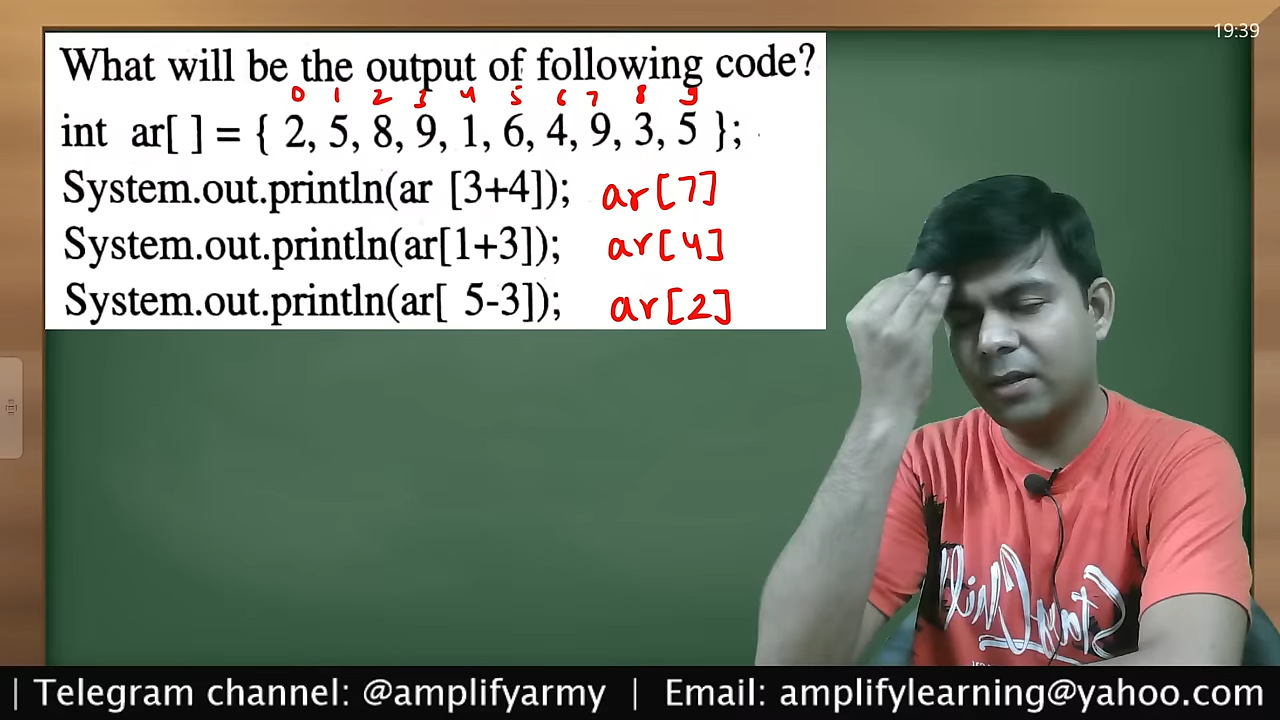 19:39
What will be the output of following code?
0 1 2 3 4 5 6 7 8 9
int ar[ ] = { 2, 5, 8, 9, 1, 6, 4, 9, 3, 5 };
System.out.println(ar [3+4]); ar[7]
System.out.println(ar[1+3]); ar[4]
System.out.println(ar[ 5-3]); ar[2]
| Telegram channel: @amplifyarmy | Email: amplifylearning@yahoo.com